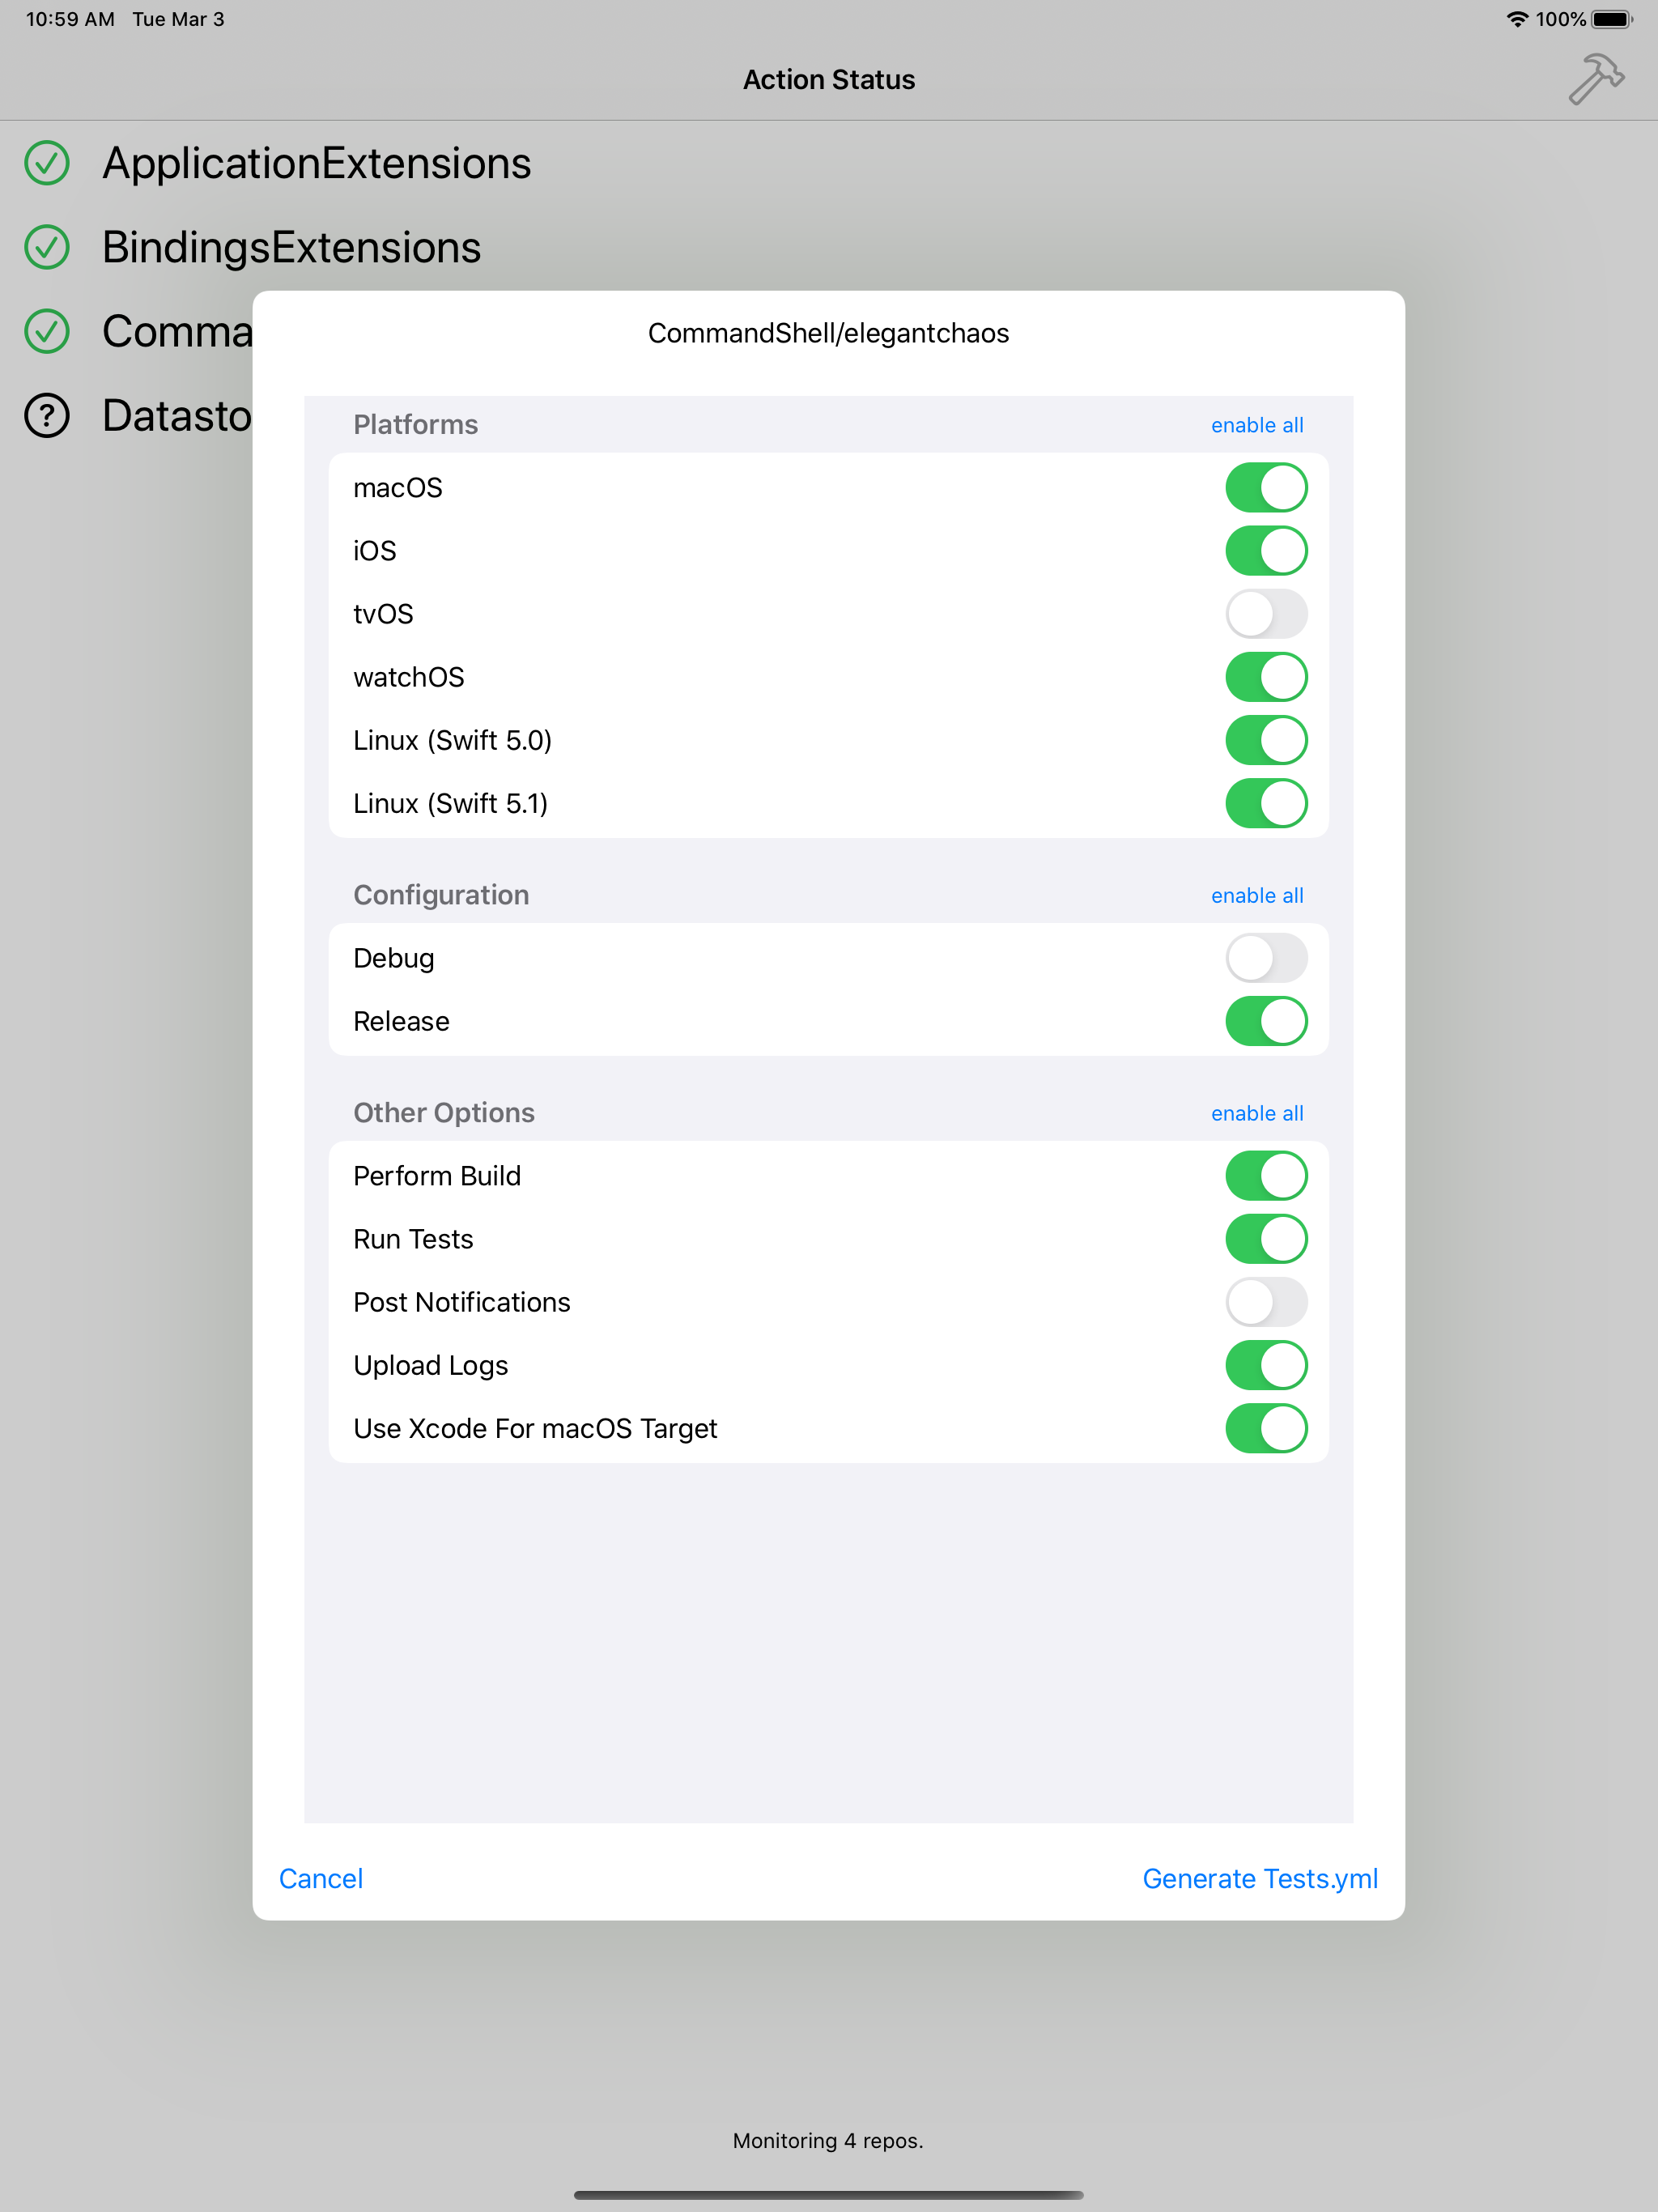 10:59 AM Tue Mar 3 100%
Action Status
ApplicationExtensions
BindingsExtensions
Comma
Datasto
CommandShell/elegantchaos
Platforms enable all
macOS
iOS
tvOS
watchOS
Linux (Swift 5.0)
Linux (Swift 5.1)
Configuration enable all
Debug
Release
Other Options enable all
Perform Build
Run Tests
Post Notifications
Upload Logs
Use Xcode For macOS Target
Cancel Generate Tests.yml
Monitoring 4 repos.